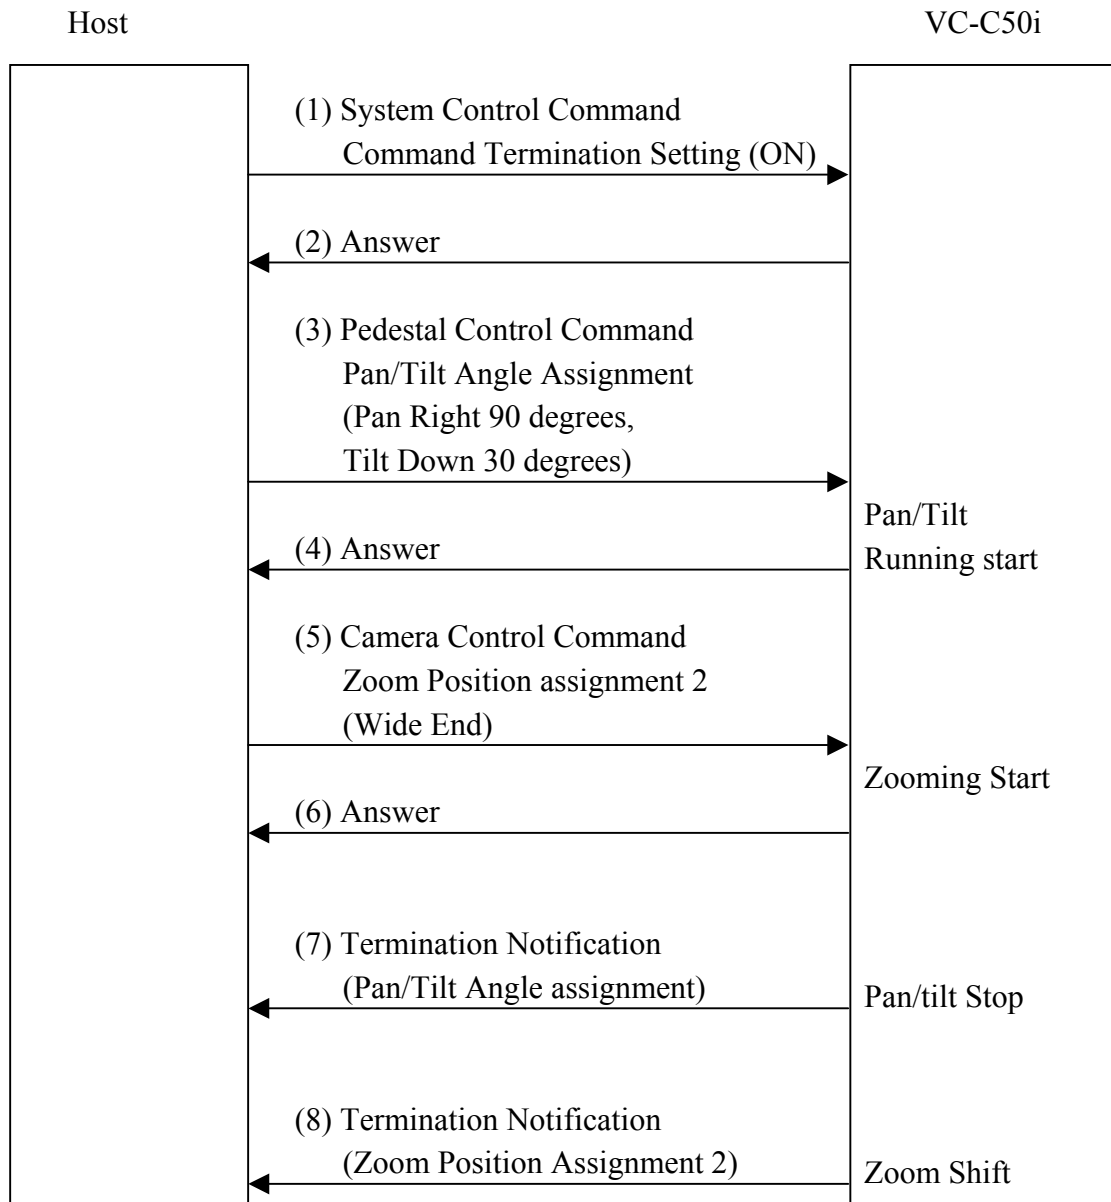 Host
VC-C50i
(1) System Control Command
Command Termination Setting (ON)
(2) Answer
(3) Pedestal Control Command
Pan/Tilt Angle Assignment
(Pan Right 90 degrees,
Tilt Down 30 degrees)
Pan/Tilt
Running start
(4) Answer
(5) Camera Control Command
Zoom Position assignment 2
(Wide End)
Zooming Start
(6) Answer
(7) Termination Notification
(Pan/Tilt Angle assignment)
Pan/tilt Stop
(8) Termination Notification
(Zoom Position Assignment 2)
Zoom Shift